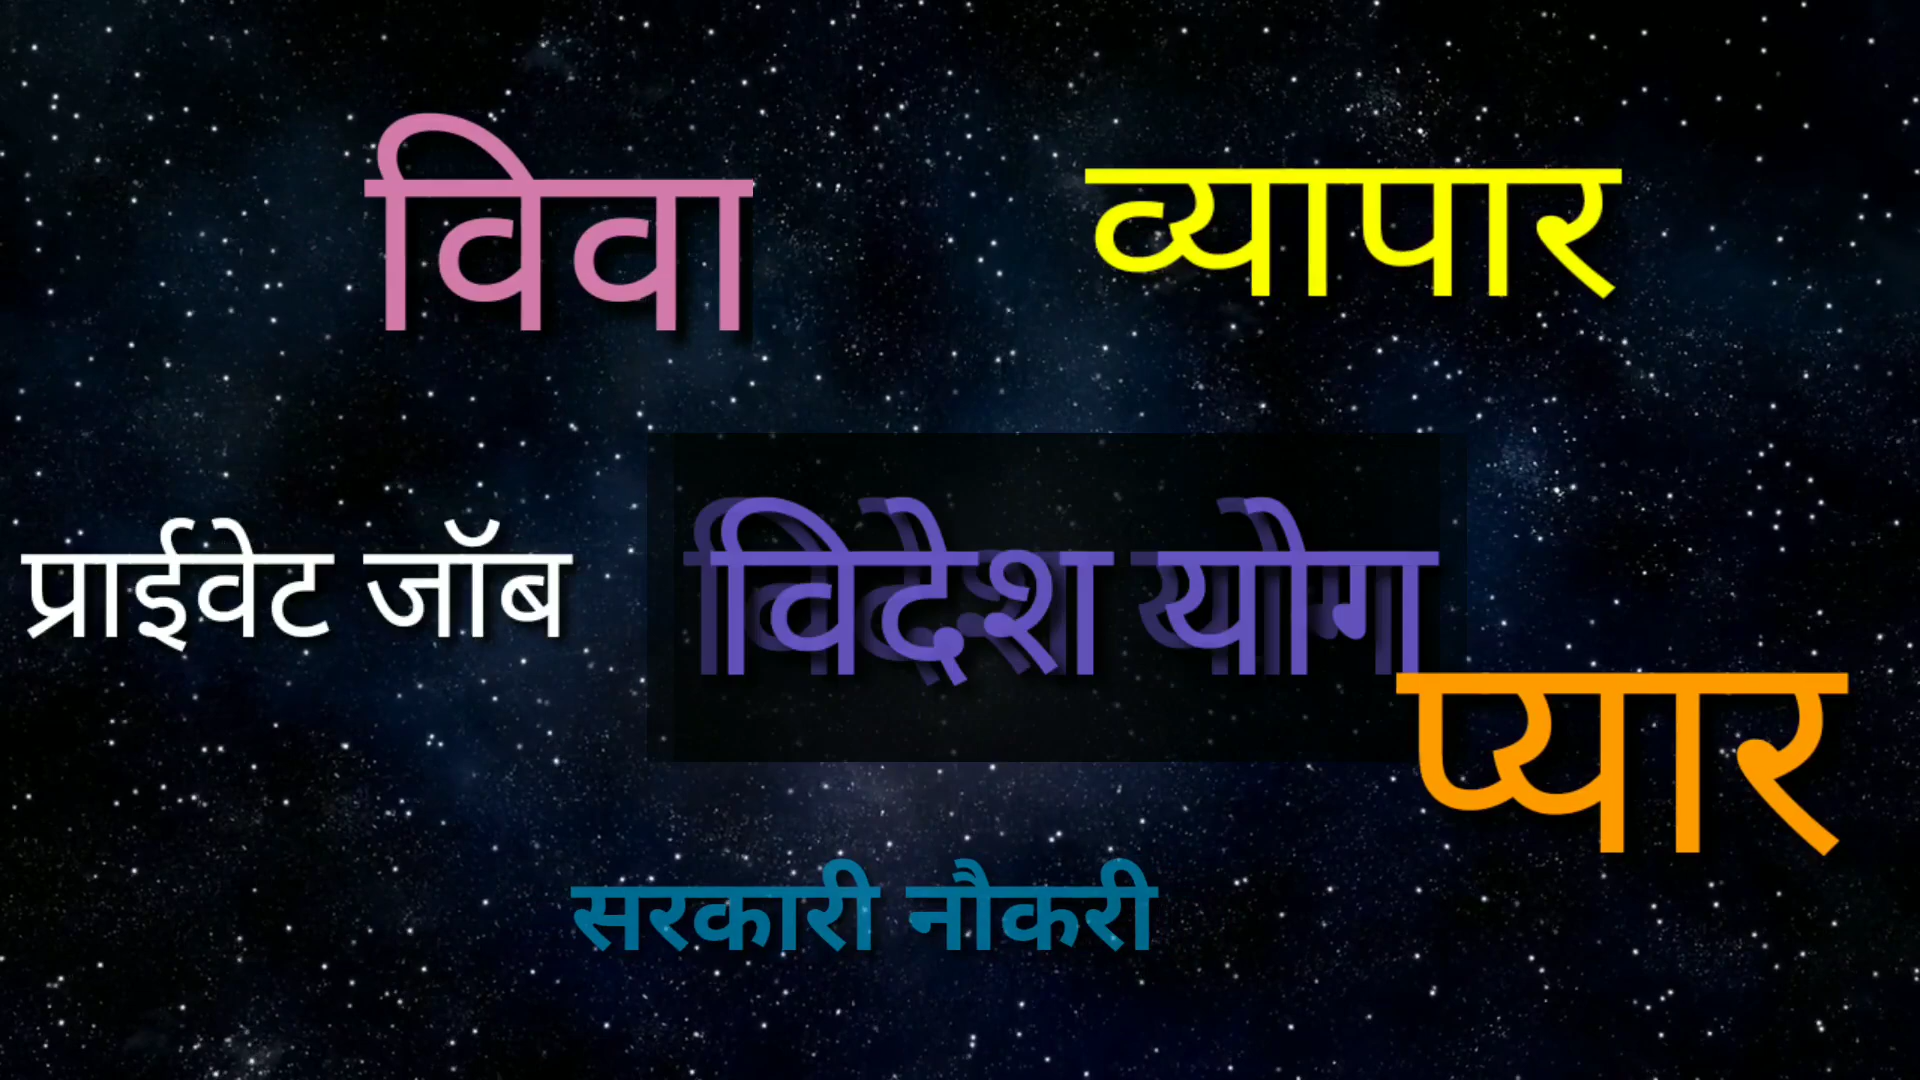 विवा
व्यापार
प्राईवेट जॉब
विदेश योग
प्यार
सरकारी नौकरी